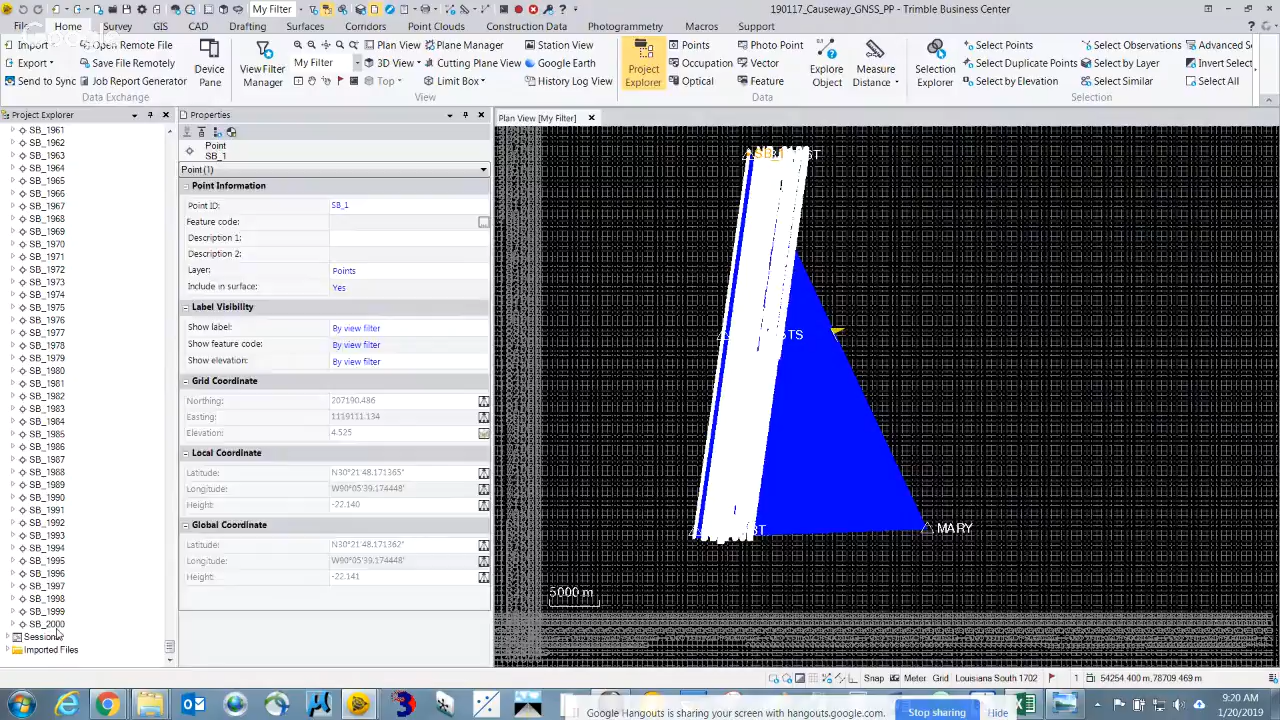 My Filter
190117_Causeway_GNSS_PP - Trimble Business Center
Home
Survey
GIS
CAD
Drafting
Surfaces
Corridors
Point Clouds
Photogrammetry
Macros
Support
Import
Open Remote File
Export
Save File Remotely
Send to Sync
Job Report Generator
Data Exchange
Device
Pane
View Filter
Manager
My Filter
Plan View
Plane Manager
Station View
3D View
Cutting Plane View
Google Earth
Top
Limit Box
History Log View
View
Project
Explorer
Points
Photo Point
Occupation
Vector
Optical
Feature
Explore
Object
Measure
Distance
Data
Selection
Explorer
Select Points
Select Observations
Advanced Se
Select Duplicate Points
Select by Layer
Invert Select
Select by Elevation
Select Similar
Select All
Selection
Project Explorer
SB_1961
SB_1962
SB_1963
SB_1964
SB_1965
SB_1966
SB_1967
SB_1968
SB_1969
SB_1970
SB_1971
SB_1972
SB_1973
SB_1974
SB_1975
SB_1976
SB_1977
SB_1978
SB_1979
SB_1980
SB_1981
SB_1982
SB_1983
SB_1984
SB_1985
SB_1986
SB_1987
SB_1988
SB_1989
SB_1990
SB_1991
SB_1992
SB_1993
SB_1994
SB_1995
SB_1996
SB_1997
SB_1998
SB_1999
SB_2000
Session
Imported Files
Properties
Point
SB_1
Point (1)
Point Information
Point ID: SB_1
Feature code:
Description 1:
Description 2:
Layer: Points
Include in surface: Yes
Label Visibility
Show label: By view filter
Show feature code: By view filter
Show elevation: By view filter
Grid Coordinate
Northing: 207190.486
Easting: 1119111.134
Elevation: 4.525
Local Coordinate
Latitude: N30°21'48.171365"
Longitude: W90°05'39.174448"
Height: -22.140
Global Coordinate
Latitude: N30°21'48.171362"
Longitude: W90°05'39.174448"
Height: -22.141
Plan View [My Filter]
SB_1
MARY
5000 m
Snap
Meter
Grid
Louisiana South 1702
1
54254.400 m, 78709.469 m
Google Hangouts is sharing your screen with hangouts.google.com.
Stop sharing
Hide
9:20 AM
1/20/2019